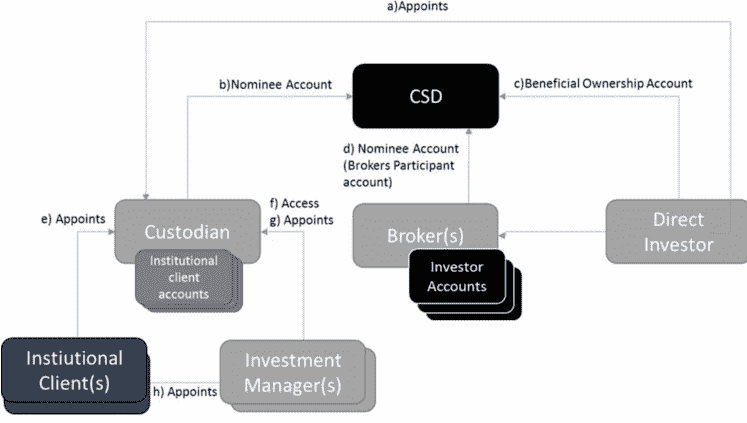 a)Appoints
b)Nominee Account
CSD
c)Beneficial Ownership Account
d) Nominee Account
(Brokers Participant
account)
e) Appoints
Custodian
f) Access
g) Appoints
Broker(s)
Direct
Investor
Institutional
client
accounts
Investor
Accounts
Instiutional
Client(s)
h) Appoints
Investment
Manager(s)